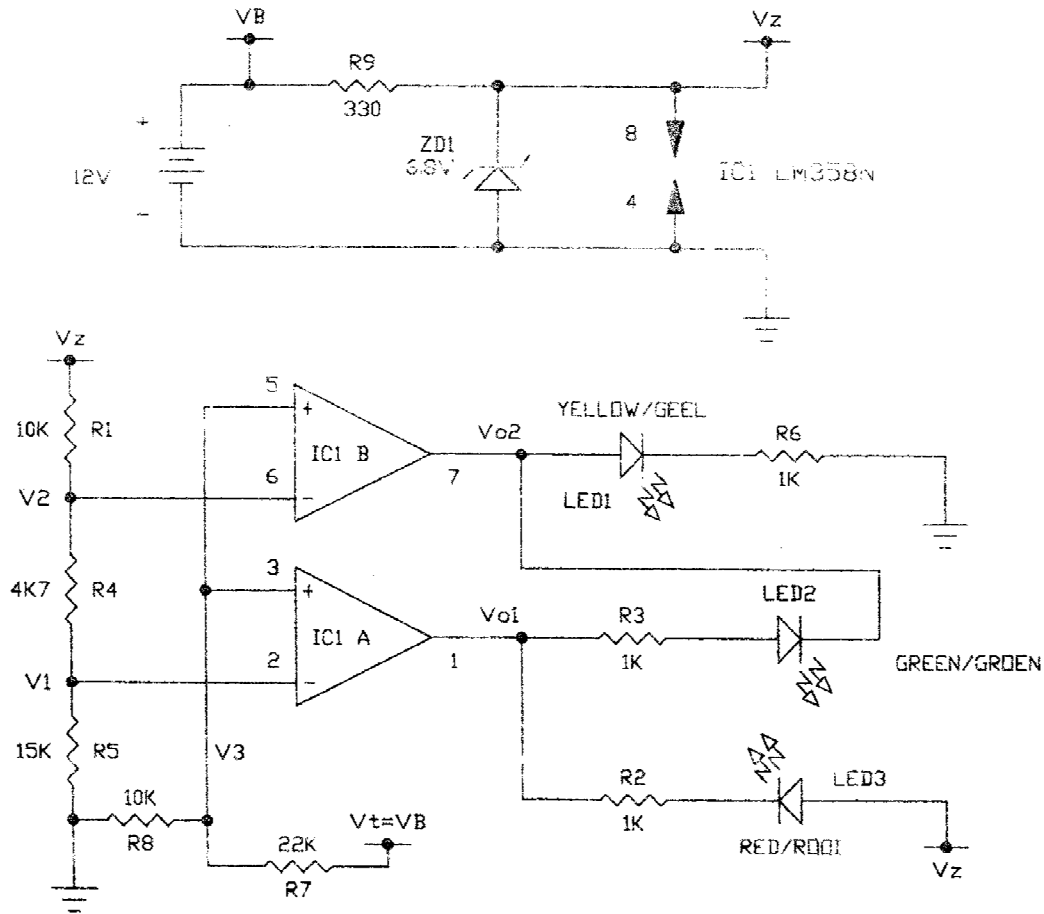 VB
Vz
R9
330
+
12V
-
ZD1
6.8V
8
4
IC1 LM358N
Vz
10K R1
5
+
IC1 B
6
-
7
V2
Vo2
YELLOW/GEEL
LED1
R6
1K
4K7 R4
3
+
IC1 A
2
-
1
V1
Vo1
R3
1K
LED2
GREEN/GROEN
15K R5
V3
10K
R8
Vt=VB
22K
R7
R2
1K
LED3
RED/ROOI
Vz